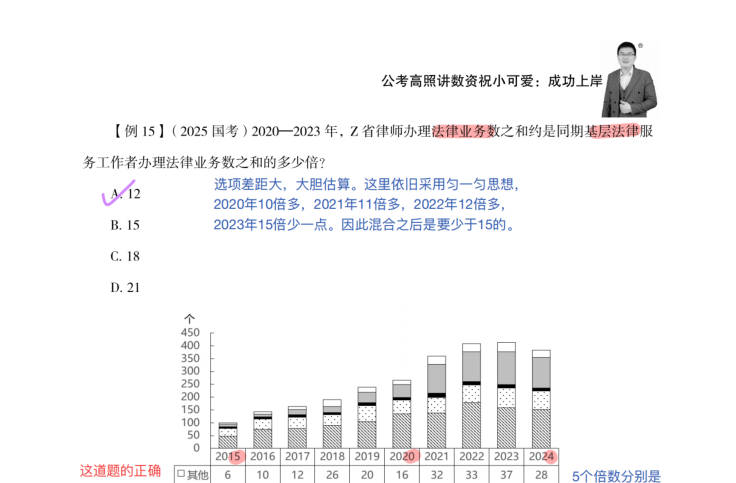 公考高照讲数资祝小可爱：成功上岸
【例 15】（2025 国考）2020—2023 年，Z 省律师办理法律业务数之和约是同期基层法律服
务工作者办理法律业务数之和的多少倍？
A. 12
选项差距大，大胆估算。这里依旧采用匀一匀思想，
2020年10倍多，2021年11倍多，2022年12倍多，
B. 15
2023年15倍少一点。因此混合之后是要少于15的。
C. 18
D. 21
个
450
400
350
300
250
200
150
100
50
0
2015 2016 2017 2018 2019 2020 2021 2022 2023 2024
这道题的正确
其他 6 10 12 26 20 16 32 33 37 28
5个倍数分别是